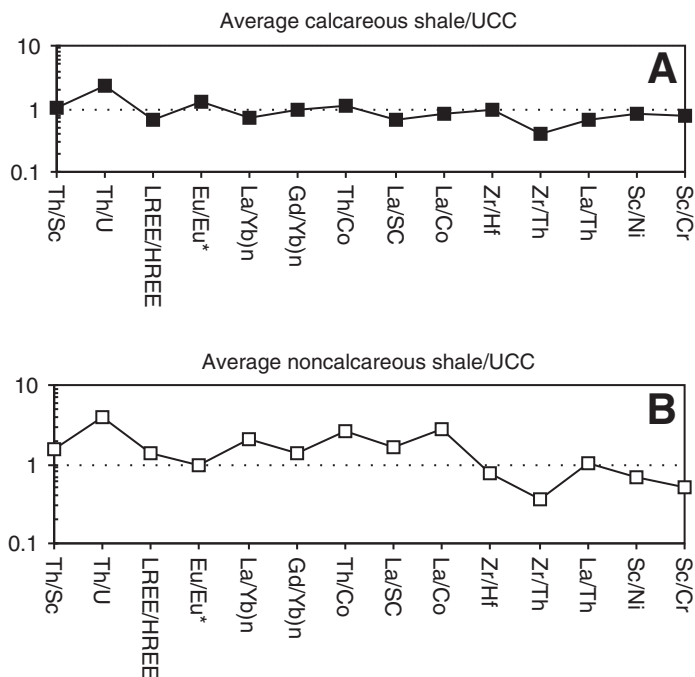 Average calcareous shale/UCC
A
10
1
0.1
Th/Sc
Th/U
LREE/HREE
Eu/Eu*
La/Yb)n
Gd/Yb)n
Th/Co
La/SC
La/Co
Zr/Hf
Zr/Th
La/Th
Sc/Ni
Sc/Cr
Average noncalcareous shale/UCC
B
10
1
0.1
Th/Sc
Th/U
LREE/HREE
Eu/Eu*
La/Yb)n
Gd/Yb)n
Th/Co
La/SC
La/Co
Zr/Hf
Zr/Th
La/Th
Sc/Ni
Sc/Cr